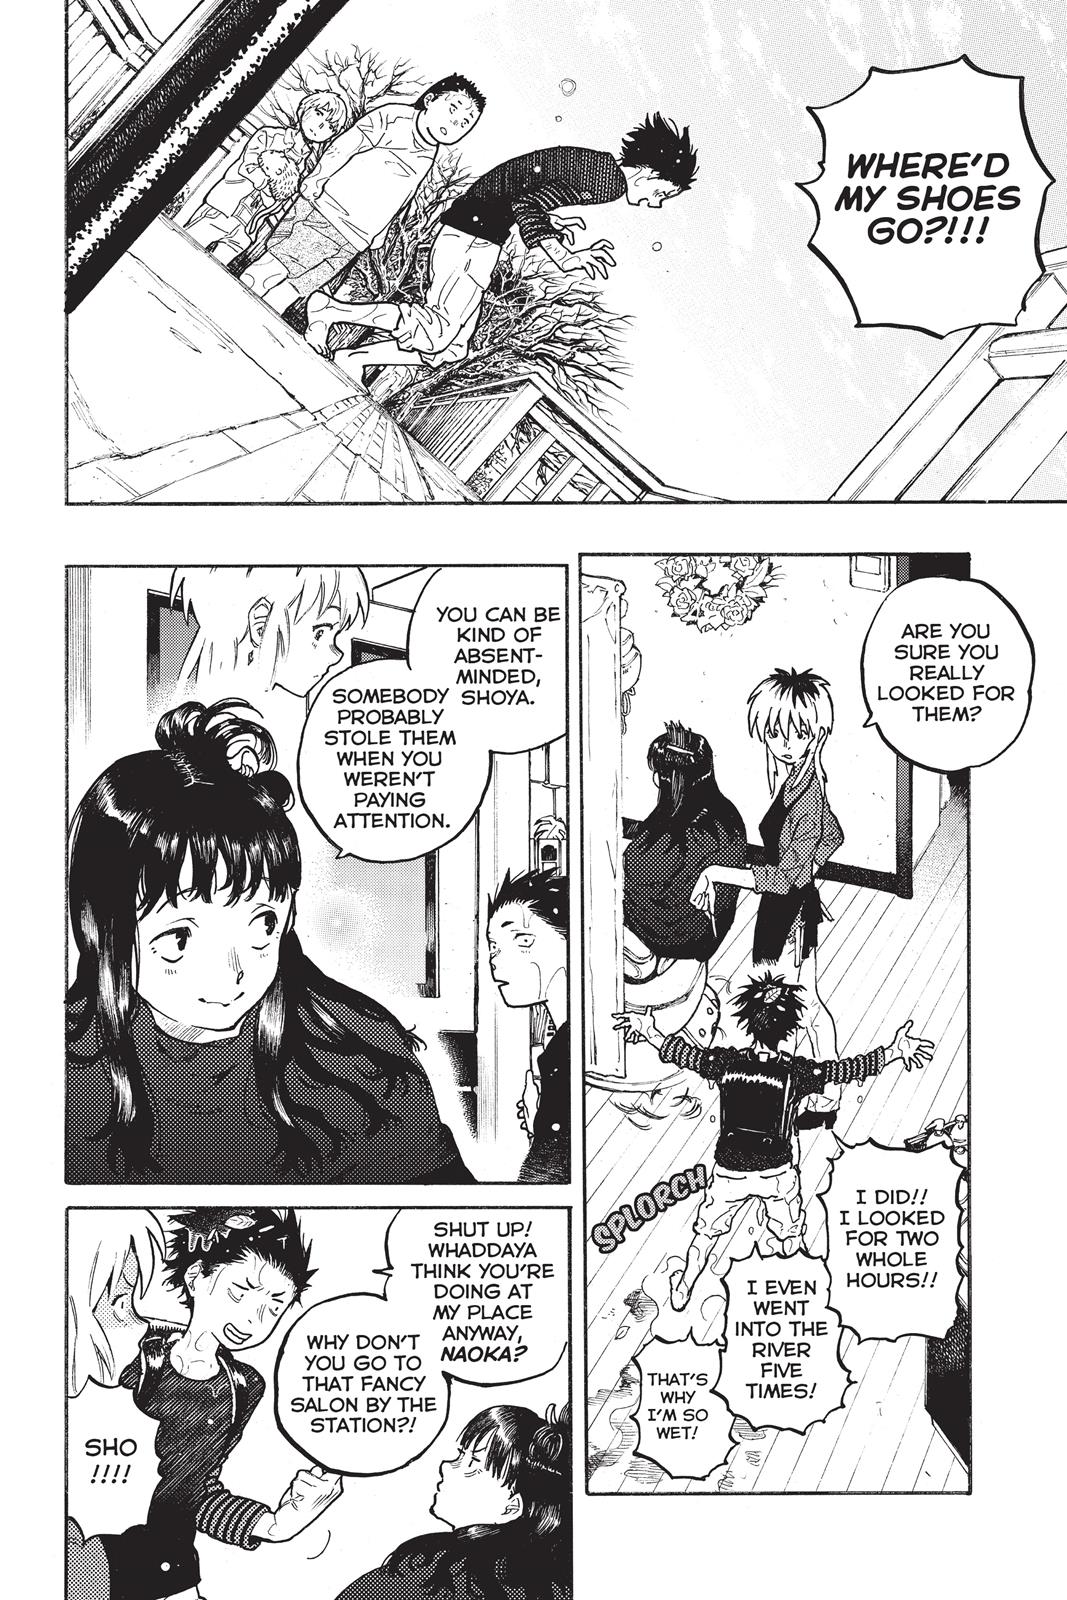 WHERE'D
MY SHOES
GO?!!!
ARE YOU
SURE YOU
REALLY
LOOKED FOR
THEM?
I DID!!
I LOOKED
FOR TWO
WHOLE
HOURS!!
I EVEN
WENT
INTO THE
RIVER
FIVE
TIMES!
THAT'S
WHY
I'M SO
WET!
SPLORCH
YOU CAN BE
KIND OF
ABSENT-
MINDED,
SHOYA.
SOMEBODY
PROBABLY
STOLE THEM
WHEN YOU
WEREN'T
PAYING
ATTENTION.
SHUT UP!
WHADDAYA
THINK YOU'RE
DOING AT
MY PLACE
ANYWAY,
NAOKA?
WHY DON'T
YOU GO TO
THAT FANCY
SALON BY THE
STATION?!
SHO
!!!!